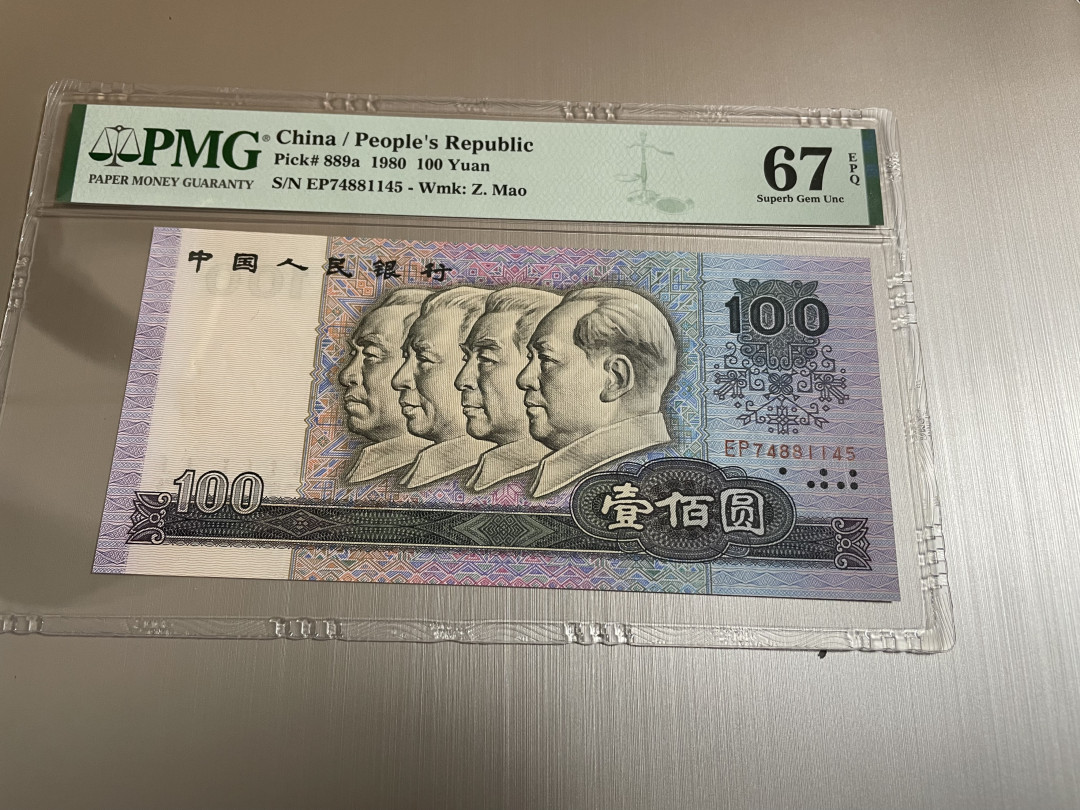 PMG®
PAPER MONEY GUARANTY
China / People's Republic
Pick# 889a 1980 100 Yuan
S/N EP74881145 - Wmk: Z. Mao
67
EPQ
Superb Gem Unc
中国人民银行
100
EP74881145
100
壹佰圆